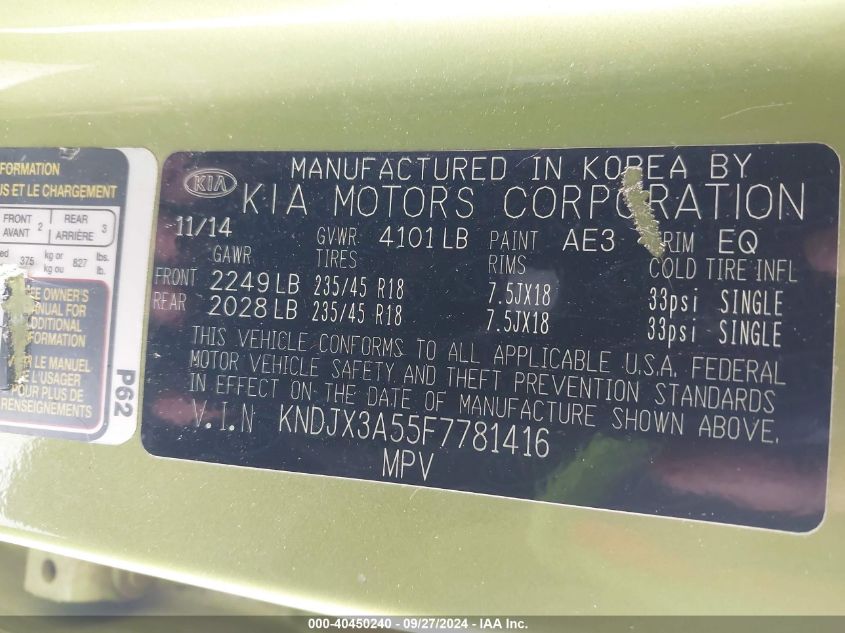 FORMATION
US ET LE CHARGEMENT
FRONT 2 REAR 3
AVANT ARRIÈRE
375 kg or 827 lbs.
kg ou lb.
OWNER'S
MANUAL FOR
ADDITIONAL
INFORMATION
LE MANUEL
L'USAGER
POUR PLUS DE
RENSEIGNEMENTS
P62
KIA
MANUFACTURED IN KOREA BY
KIA MOTORS CORPORATION
11/14 GVWR 4101 LB PAINT AE3 TRIM EQ
GAWR TIRES RIMS COLD TIRE INFL
FRONT 2249 LB 235/45 R18 7.5JX18 33psi SINGLE
REAR 2028 LB 235/45 R18 7.5JX18 33psi SINGLE
THIS VEHICLE CONFORMS TO ALL APPLICABLE U.S.A. FEDERAL
MOTOR VEHICLE SAFETY AND THEFT PREVENTION STANDARDS
IN EFFECT ON THE DATE OF MANUFACTURE SHOWN ABOVE.
V.I.N KNDJX3A55F7781416
MPV
000-40450240 - 09/27/2024 - IAA Inc.